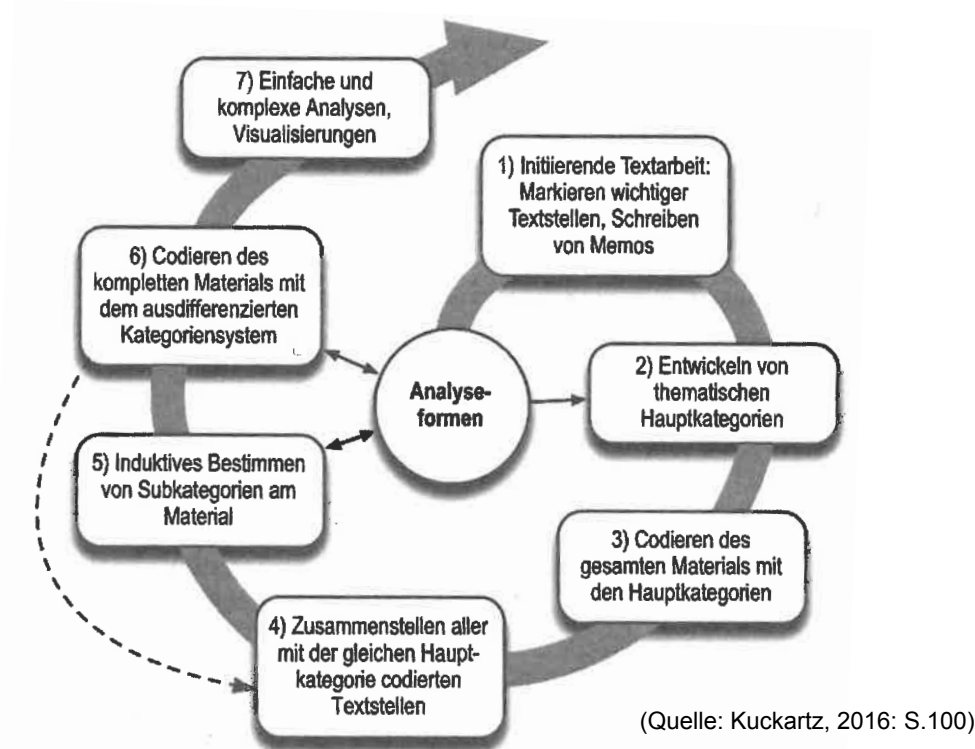 7) Einfache und
komplexe Analysen,
Visualisierungen
1) Initiierende Textarbeit:
Markieren wichtiger
Textstellen, Schreiben
von Memos
6) Codieren des
kompletten Materials mit
dem ausdifferenzierten
Kategoriensystem
Analyse-
formen
2) Entwickeln von
thematischen
Hauptkategorien
5) Induktives Bestimmen
von Subkategorien am
Material
3) Codieren des
gesamten Materials mit
den Hauptkategorien
4) Zusammenstellen aller
mit der gleichen Haupt-
kategorie codierten
Textstellen
(Quelle: Kuckartz, 2016: S.100)